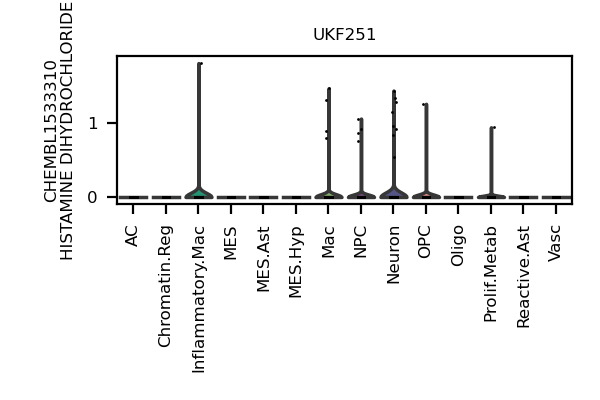 UKF251
CHEMBL1533310
HISTAMINE DIHYDROCHLORIDE
1
0
AC
Chromatin.Reg
Inflammatory.Mac
MES
MES.Ast
MES.Hyp
Mac
NPC
Neuron
OPC
Oligo
Prolif.Metab
Reactive.Ast
Vasc